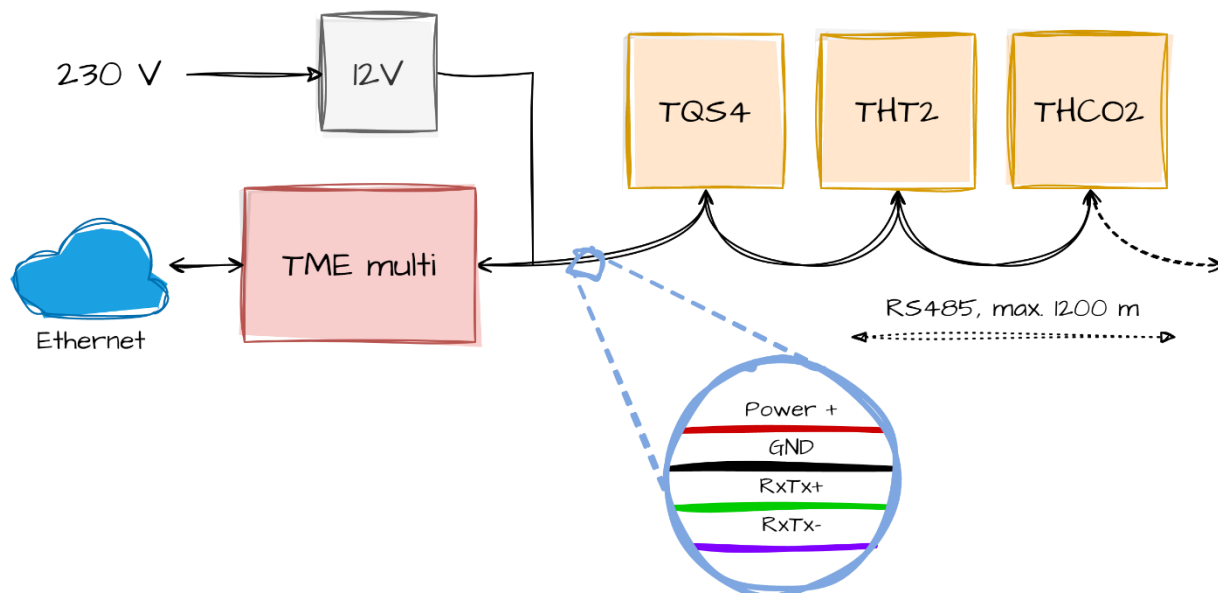 230 V
12V
TQS4
THT2
THCO2
TME multi
Ethernet
RS485, max. 1200 m
Power +
GND
RxTx+
RxTx-